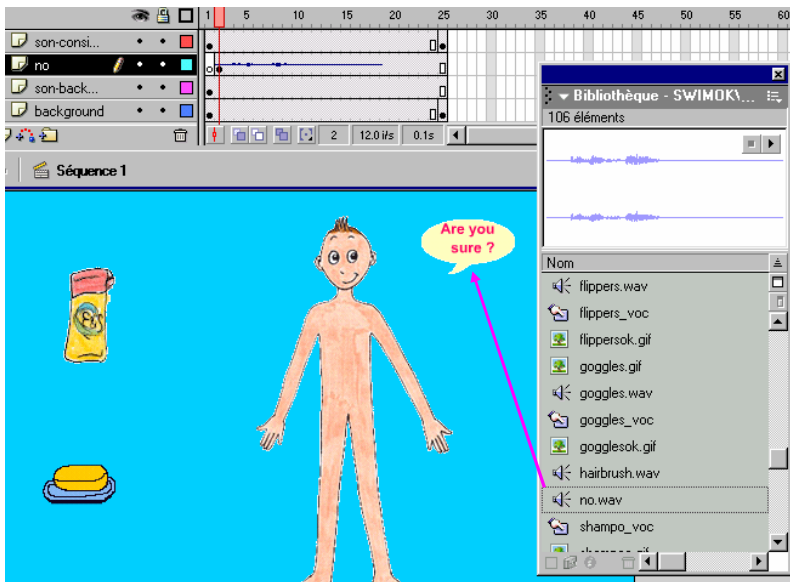 1 5 10 15 20 25 30 35 40 45 50 55 60
son-consi...
no
son-back...
background
2 12.0 i/s 0.1s
Séquence 1
Are you
sure ?
Bibliothèque - SWIMOK\...
106 éléments
Nom
flippers.wav
flippers_voc
flippersok.gif
goggles.gif
goggles.wav
goggles_voc
gogglesok.gif
hairbrush.wav
no.wav
shampo_voc